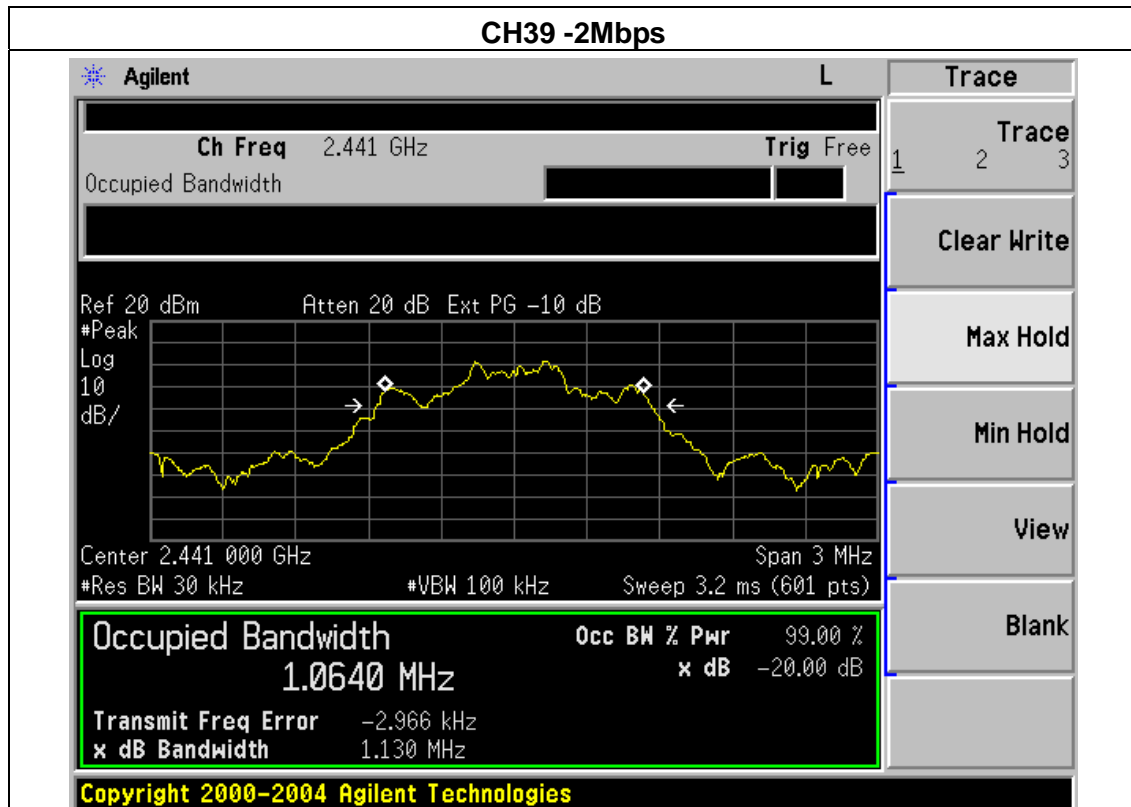 CH39 -2Mbps
Agilent L Trace
Ch Freq 2.441 GHz Trig Free
Occupied Bandwidth
Trace
1 2 3
Clear Write
Max Hold
Min Hold
View
Blank
Ref 20 dBm Atten 20 dB Ext PG -10 dB
#Peak
Log
10
dB/
Center 2.441 000 GHz Span 3 MHz
#Res BW 30 kHz #VBW 100 kHz Sweep 3.2 ms (601 pts)
Occupied Bandwidth Occ BW % Pwr 99.00 %
1.0640 MHz x dB -20.00 dB
Transmit Freq Error -2.966 kHz
x dB Bandwidth 1.130 MHz
Copyright 2000-2004 Agilent Technologies